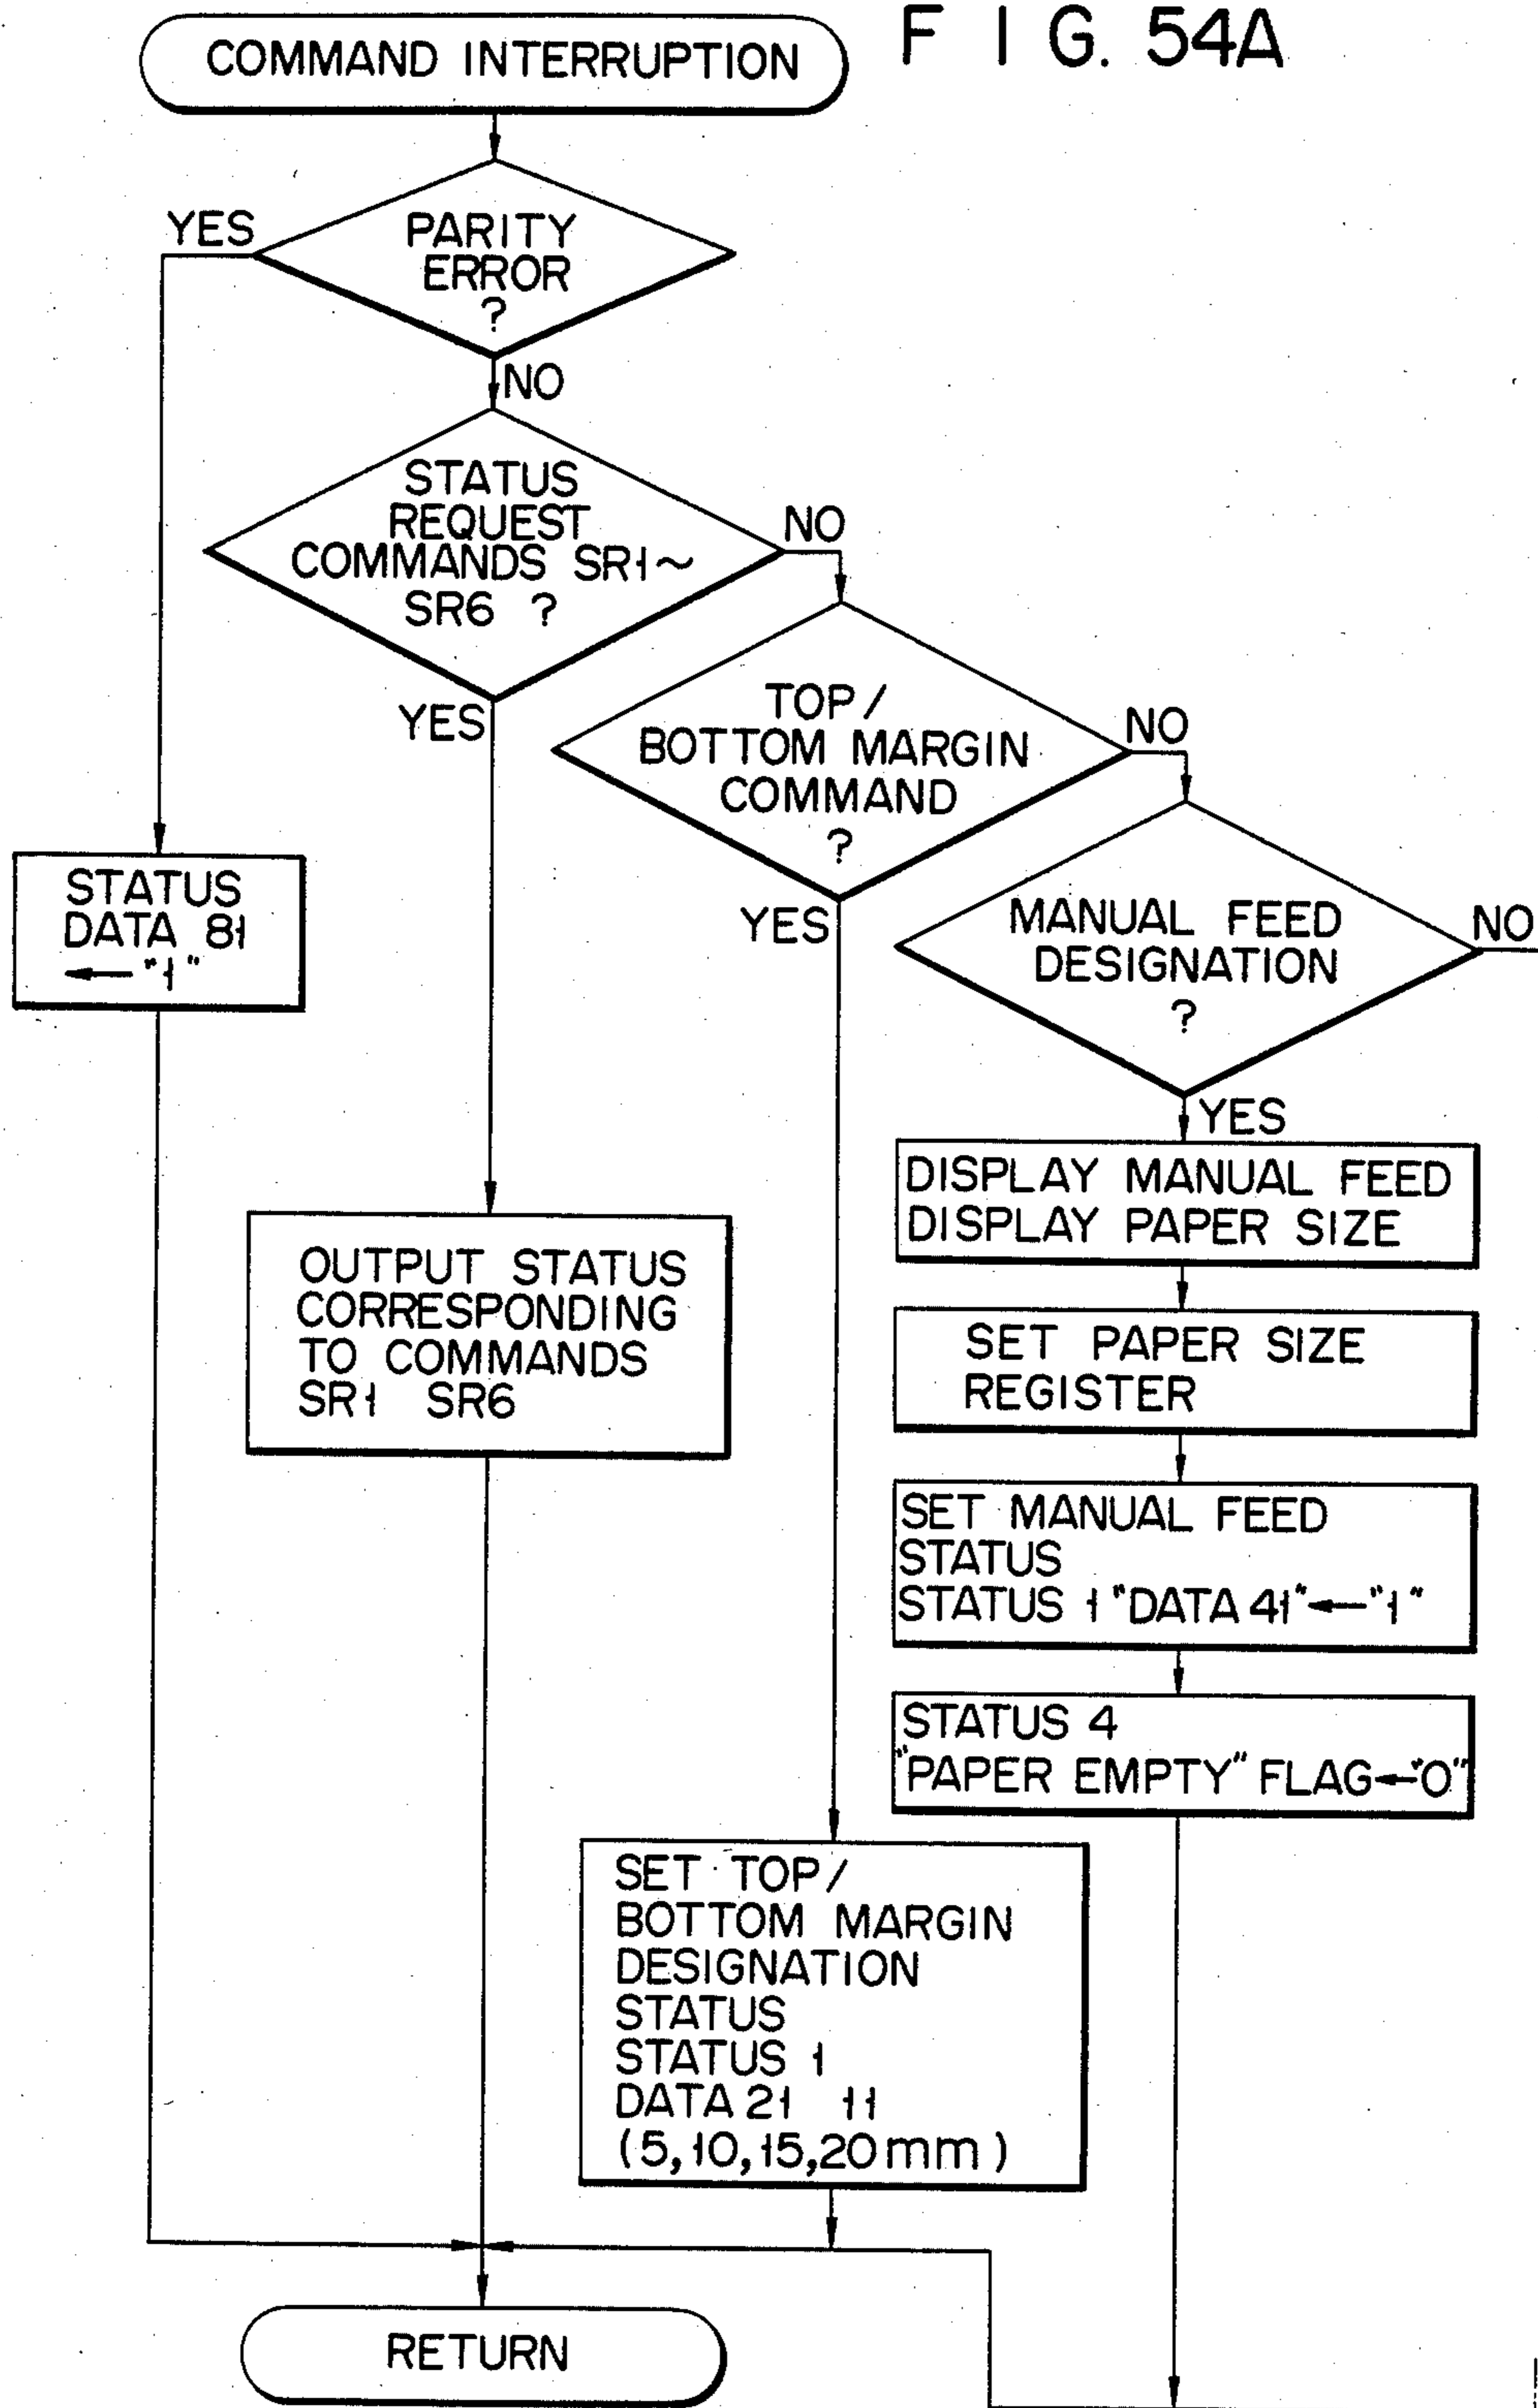 F I G. 54A
COMMAND INTERRUPTION
YES
PARITY
ERROR
?
NO
STATUS
REQUEST
COMMANDS SR1~
SR6 ?
NO
YES
TOP/
BOTTOM MARGIN
COMMAND
?
NO
YES
MANUAL FEED
DESIGNATION
?
NO
YES
STATUS
DATA 81
← "1"
OUTPUT STATUS
CORRESPONDING
TO COMMANDS
SR1 SR6
DISPLAY MANUAL FEED
DISPLAY PAPER SIZE
SET PAPER SIZE
REGISTER
SET MANUAL FEED
STATUS
STATUS 1 "DATA 41" ← "1"
STATUS 4
"PAPER EMPTY" FLAG ← "0"
SET TOP/
BOTTOM MARGIN
DESIGNATION
STATUS
STATUS 1
DATA 21 11
(5,10,15,20mm)
RETURN